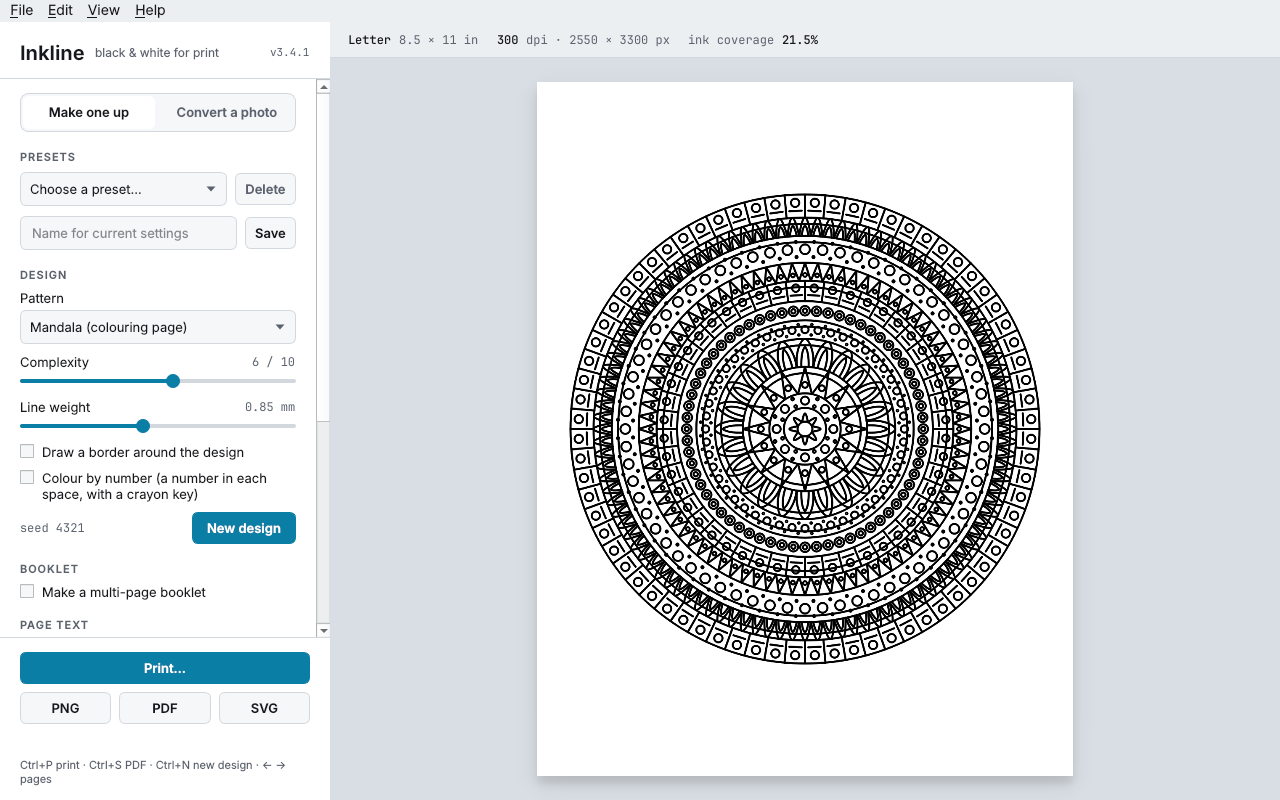 File Edit View Help
Inkline black & white for print v3.4.1
Letter 8.5 × 11 in 300 dpi · 2550 × 3300 px ink coverage 21.5%
Make one up Convert a photo
PRESETS
Choose a preset... Delete
Name for current settings Save
DESIGN
Pattern
Mandala (colouring page)
Complexity 6 / 10
Line weight 0.85 mm
Draw a border around the design
Colour by number (a number in each
space, with a crayon key)
seed 4321 New design
BOOKLET
Make a multi-page booklet
PAGE TEXT
Print...
PNG PDF SVG
Ctrl+P print · Ctrl+S PDF · Ctrl+N new design · ← →
pages